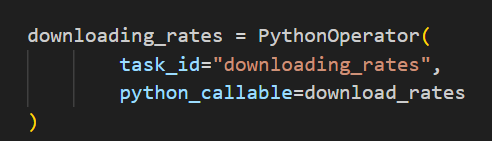 downloading_rates = PythonOperator(
        task_id="downloading_rates",
        python_callable=download_rates
)